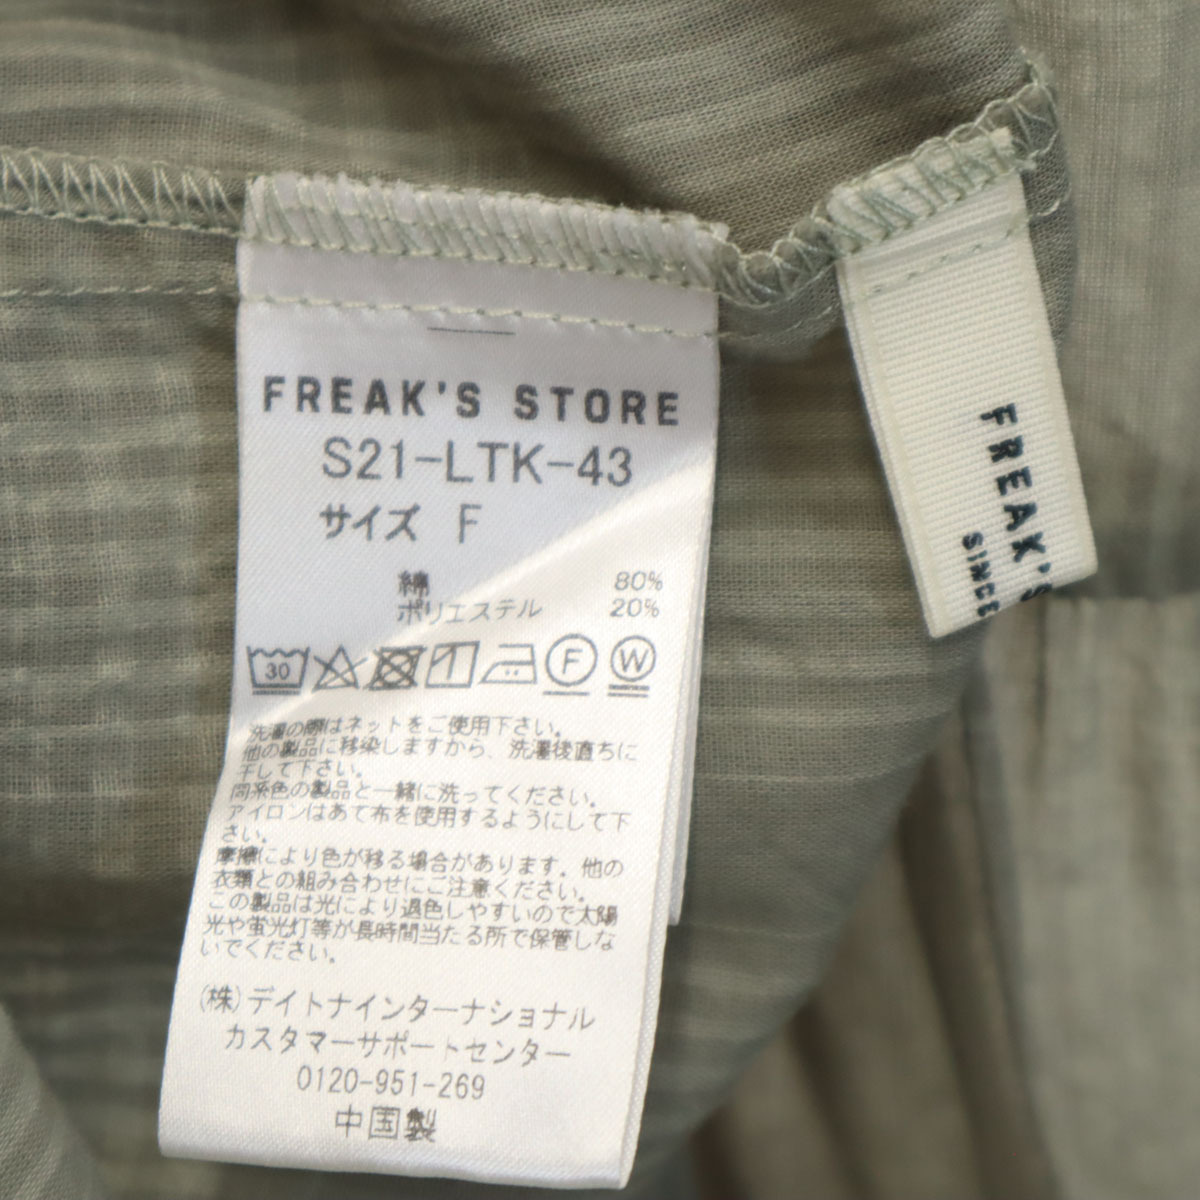 FREAK'S STORE
S21-LTK-43
サイズ F
綿 80%
ポリエステル 20%
30
F W
洗濯の際はネットをご使用下さい。
他の製品に移染しますから、洗濯後直ちに
干して下さい。
同系色の製品と一緒に洗ってください。
アイロンはあて布を使用するようにして下
さい。
摩擦により色が移る場合があります。他の
衣類との組み合わせにご注意ください。
この製品は光により退色しやすいので太陽
光や蛍光灯等が長時間当たる所で保管しな
いでください。
(株)デイトナインターナショナル
カスタマーサポートセンター
0120-951-269
中国製
FREAK'S
SINCE